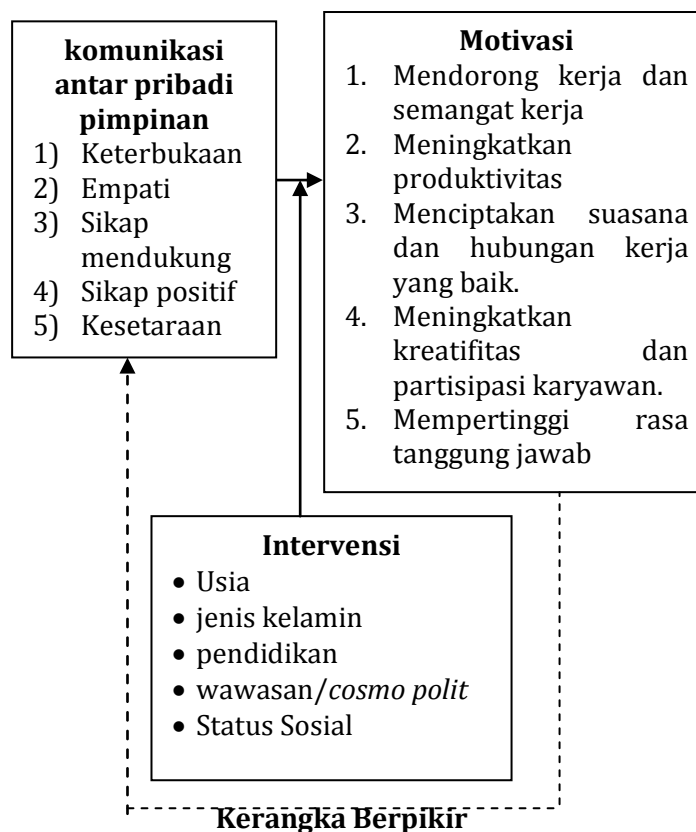 komunikasi
antar pribadi
pimpinan
1) Keterbukaan
2) Empati
3) Sikap
mendukung
4) Sikap positif
5) Kesetaraan
Motivasi
1. Mendorong kerja dan
semangat kerja
2. Meningkatkan
produktivitas
3. Menciptakan suasana
dan hubungan kerja
yang baik.
4. Meningkatkan
kreatifitas dan
partisipasi karyawan.
5. Mempertinggi rasa
tanggung jawab
Intervensi
• Usia
• jenis kelamin
• pendidikan
• wawasan/cosmo polit
• Status Sosial
Kerangka Berpikir